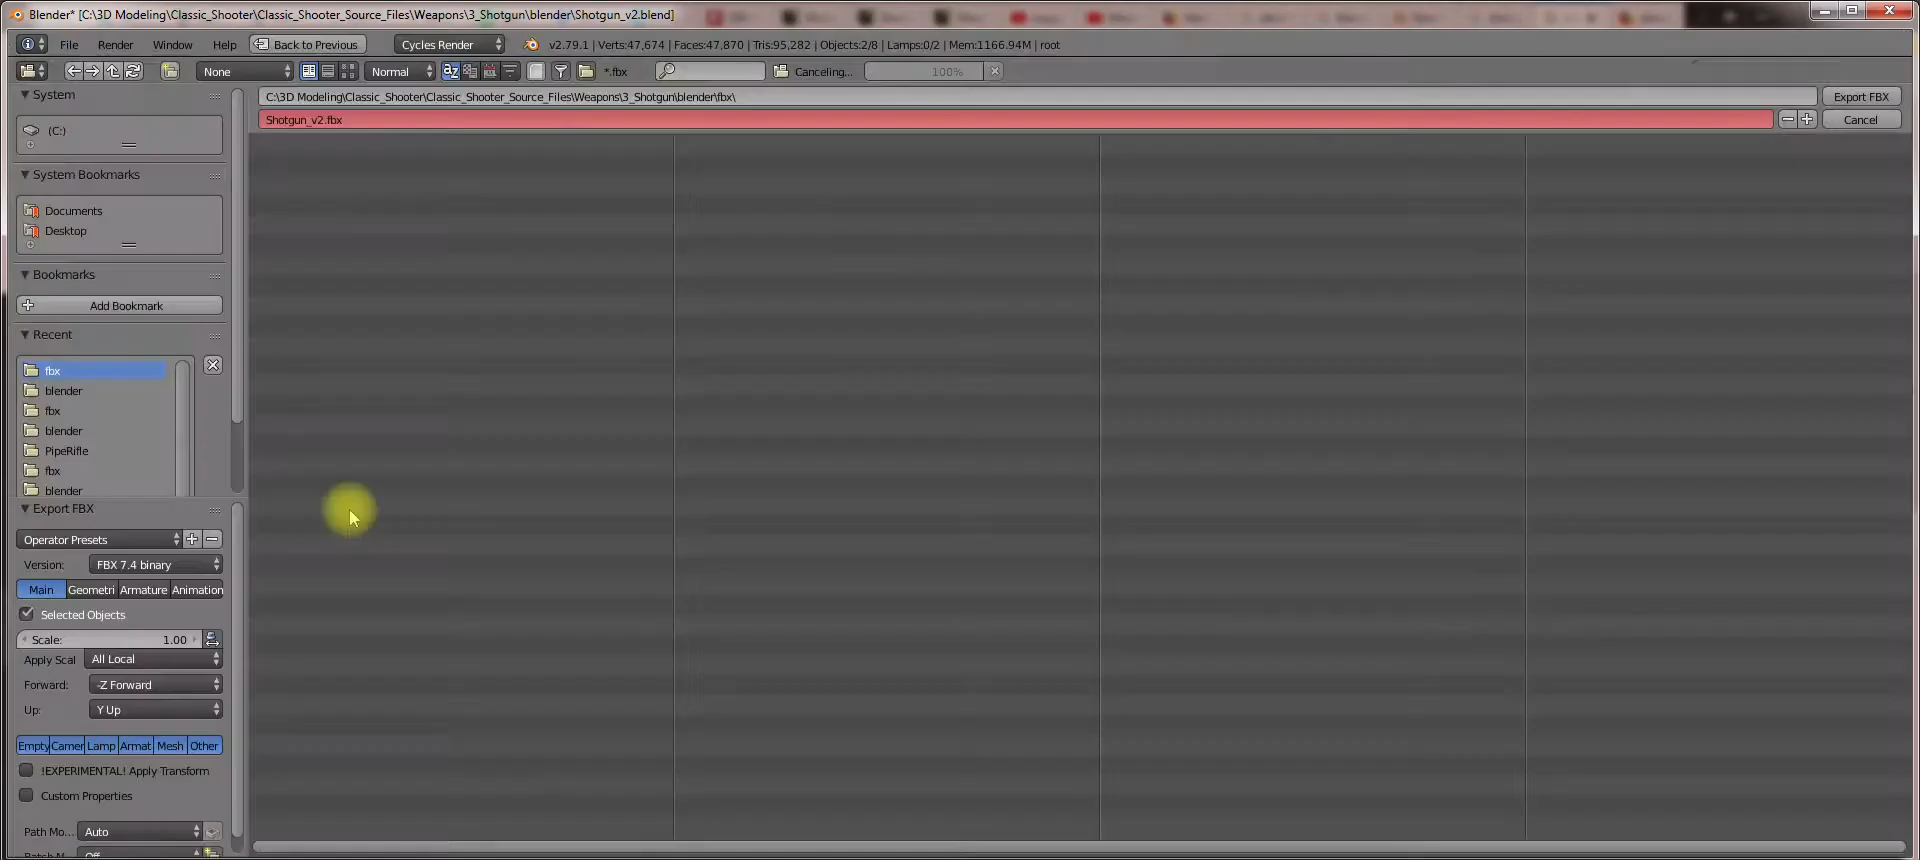 Blender* [C:\3D Modeling\Classic_Shooter\Classic_Shooter_Source_Files\Weapons\3_Shotgun\blender\Shotgun_v2.blend]
File Render Window Help Back to Previous Cycles Render v2.79.1 | Verts:47,674 | Faces:47,870 | Tris:95,282 | Objects:2/8 | Lamps:0/2 | Mem:1166.94M | root
None Normal *.fbx Canceling... 100%
System
C:\3D Modeling\Classic_Shooter\Classic_Shooter_Source_Files\Weapons\3_Shotgun\blender\fbx\ Export FBX
Shotgun_v2.fbx Cancel
(C:)
System Bookmarks
Documents
Desktop
Bookmarks
Add Bookmark
Recent
fbx
blender
fbx
blender
PipeRifle
fbx
blender
Export FBX
Operator Presets
Version: FBX 7.4 binary
Main Geometri Armature Animation
Selected Objects
Scale: 1.00
Apply Scal All Local
Forward: -Z Forward
Up: Y Up
Empty Camer Lamp Armat Mesh Other
!EXPERIMENTAL! Apply Transform
Custom Properties
Path Mo... Auto